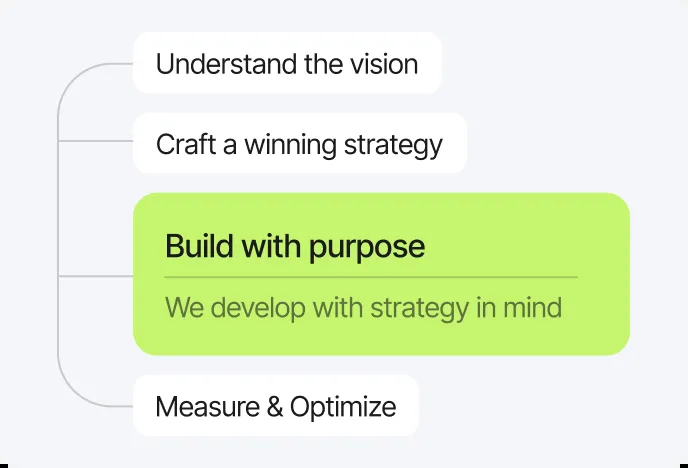 Understand the vision
Craft a winning strategy
Build with purpose
We develop with strategy in mind
Measure & Optimize